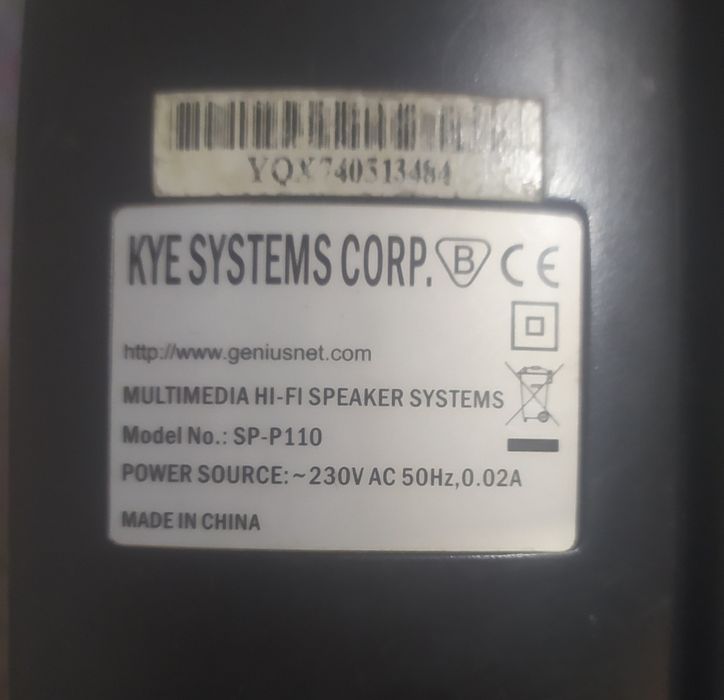 YQX740313484
KYE SYSTEMS CORP. B CE
http://www.geniusnet.com
MULTIMEDIA HI-FI SPEAKER SYSTEMS
Model No.: SP-P110
POWER SOURCE:~230V AC 50Hz,0.02A
MADE IN CHINA